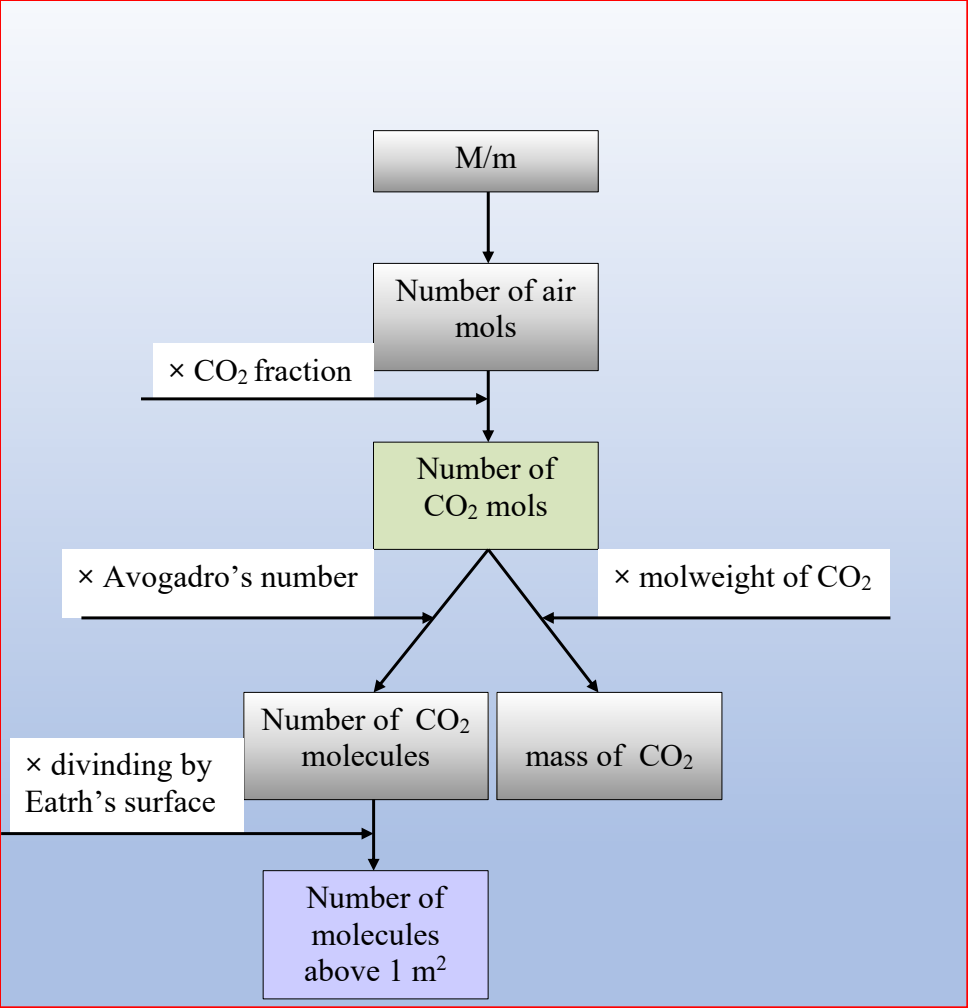 M/m
Number of air
mols
× CO₂ fraction
Number of
CO₂ mols
× Avogadro’s number
× molweight of CO₂
Number of CO₂
molecules
mass of CO₂
× divinding by
Eatrh’s surface
Number of
molecules
above 1 m²